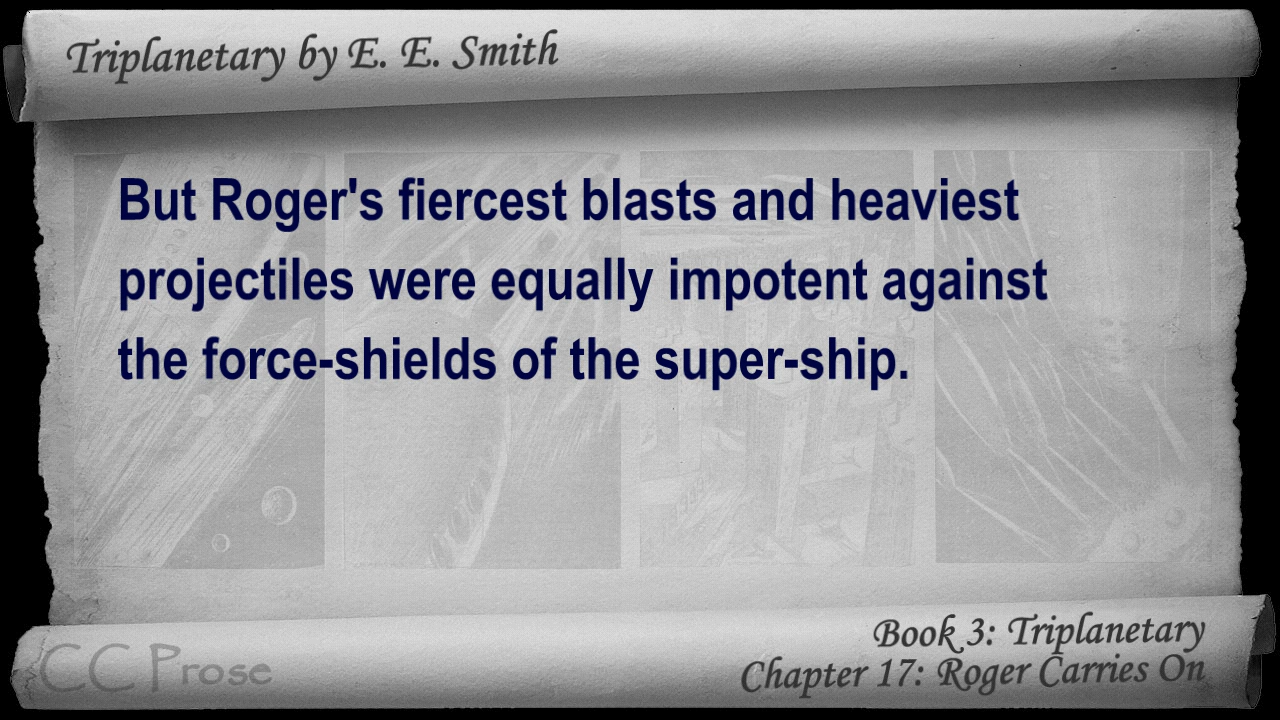 Triplanetary by E. E. Smith
But Roger's fiercest blasts and heaviest
projectiles were equally impotent against
the force-shields of the super-ship.
Book 3: Triplanetary
Chapter 17: Roger Carries On
CC Prose